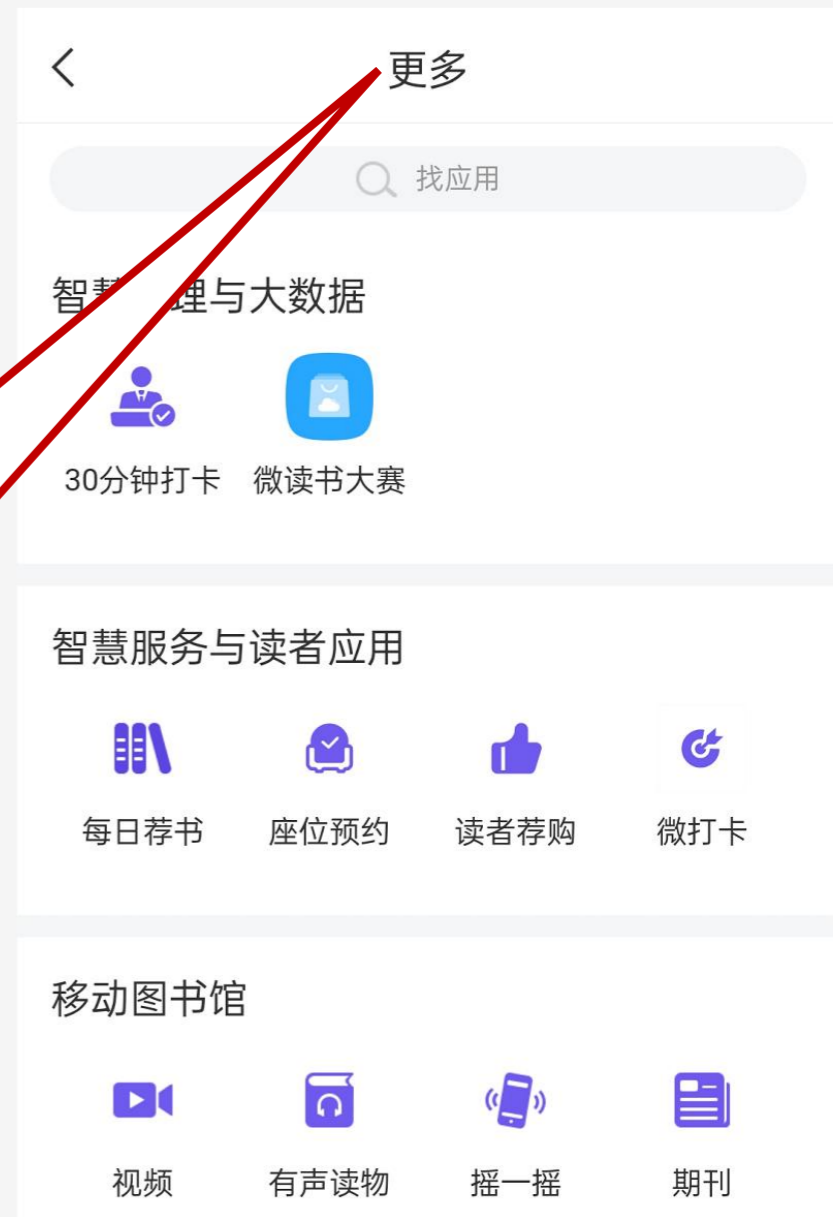 更多
找应用
智慧理与大数据
30分钟打卡 微读书大赛
智慧服务与读者应用
每日荐书 座位预约 读者荐购 微打卡
移动图书馆
视频 有声读物 摇一摇 期刊